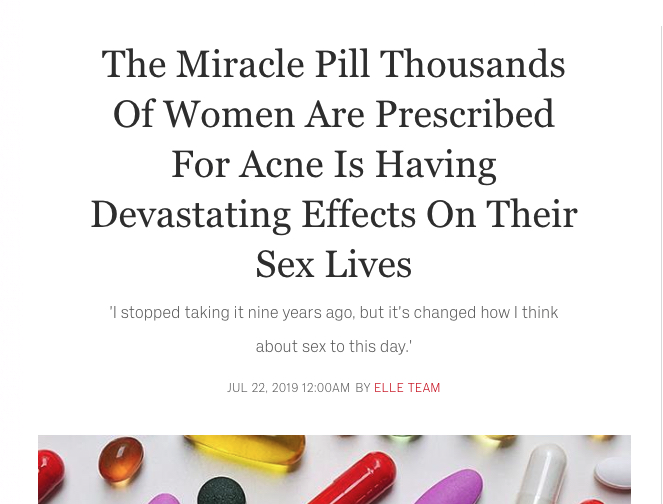 The Miracle Pill Thousands
Of Women Are Prescribed
For Acne Is Having
Devastating Effects On Their
Sex Lives
'I stopped taking it nine years ago, but it's changed how I think
about sex to this day.'
JUL 22, 2019 12:00AM BY ELLE TEAM